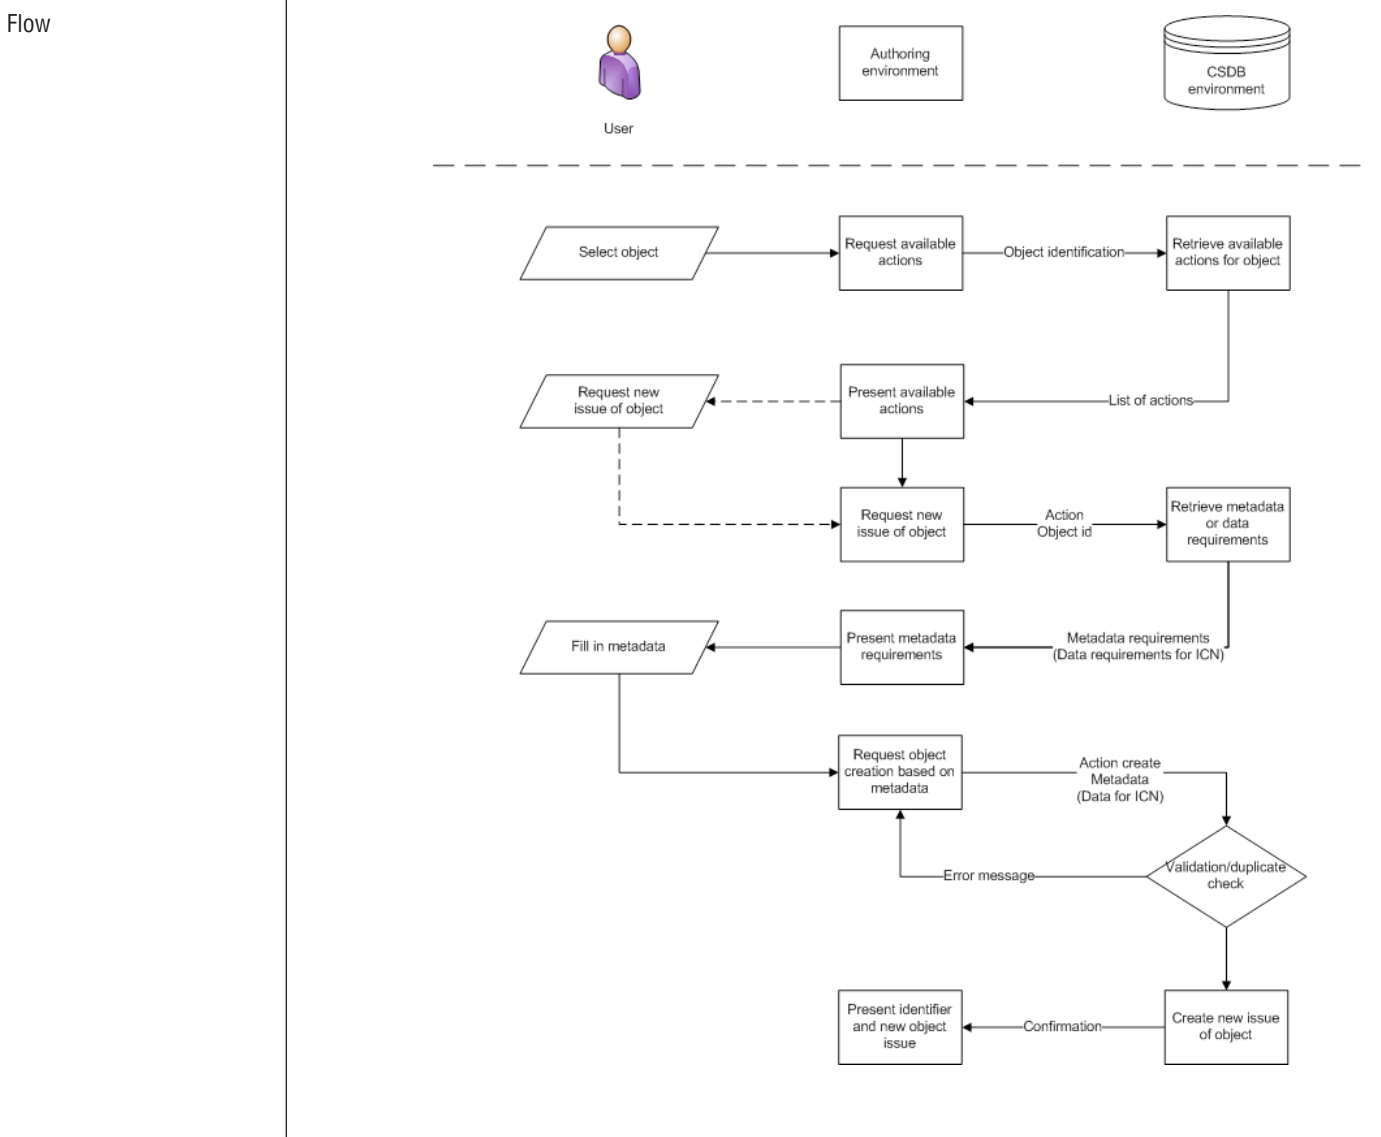 Flow
User
Authoring
environment
CSDB
environment
Select object
Request available
actions
Object identification
Retrieve available
actions for object
Request new
issue of object
Present available
actions
List of actions
Request new
issue of object
Action
Object id
Retrieve metadata
or data
requirements
Fill in metadata
Present metadata
requirements
Metadata requirements
(Data requirements for ICN)
Request object
creation based on
metadata
Action create
Metadata
(Data for ICN)
Error message
Validation/duplicate
check
Present identifier
and new object
issue
Confirmation
Create new issue
of object